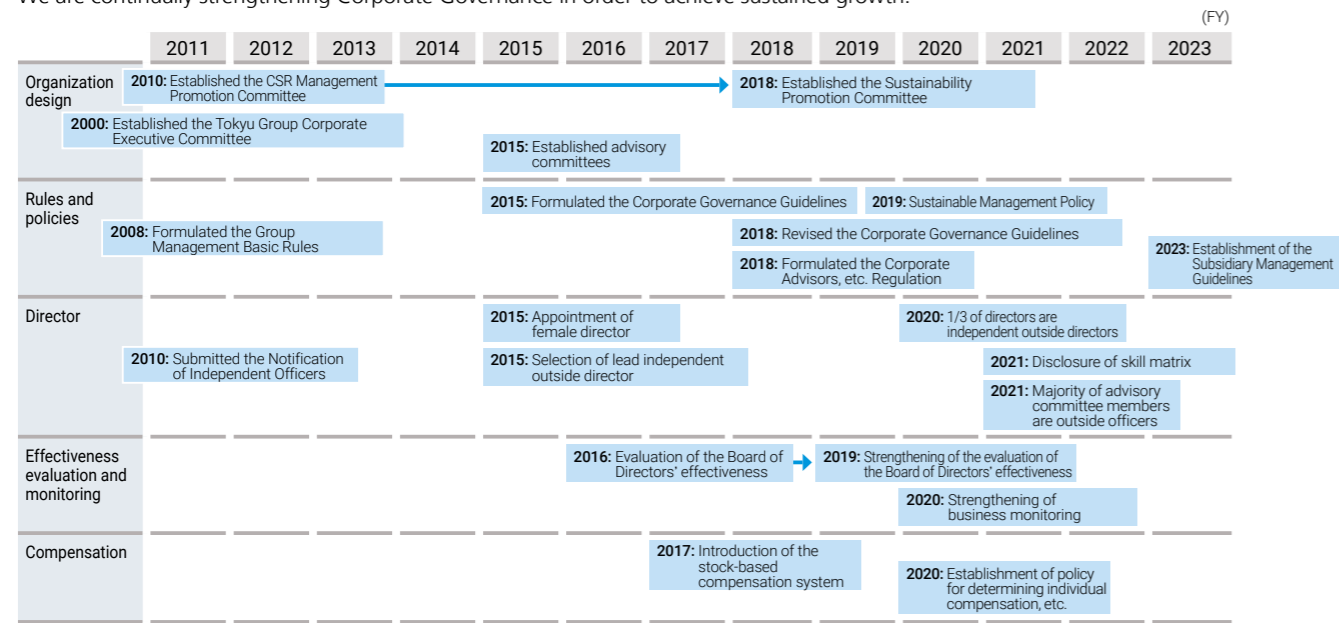 We are continually strengthening Corporate Governance in order to achieve sustained growth.
(FY)
2011 2012 2013 2014 2015 2016 2017 2018 2019 2020 2021 2022 2023
Organization
design
2010: Established the CSR Management
Promotion Committee
2018: Established the Sustainability
Promotion Committee
2000: Established the Tokyu Group Corporate
Executive Committee
2015: Established advisory
committees
Rules and
policies
2015: Formulated the Corporate Governance Guidelines
2019: Sustainable Management Policy
2008: Formulated the Group
Management Basic Rules
2018: Revised the Corporate Governance Guidelines
2018: Formulated the Corporate
Advisors, etc. Regulation
2023: Establishment of the
Subsidiary Management
Guidelines
Director
2015: Appointment of
female director
2020: 1/3 of directors are
independent outside directors
2010: Submitted the Notification
of Independent Officers
2015: Selection of lead independent
outside director
2021: Disclosure of skill matrix
2021: Majority of advisory
committee members
are outside officers
Effectiveness
evaluation and
monitoring
2016: Evaluation of the Board of
Directors' effectiveness
2019: Strengthening of the evaluation of
the Board of Directors' effectiveness
2020: Strengthening of
business monitoring
Compensation
2017: Introduction of the
stock-based
compensation system
2020: Establishment of policy
for determining individual
compensation, etc.